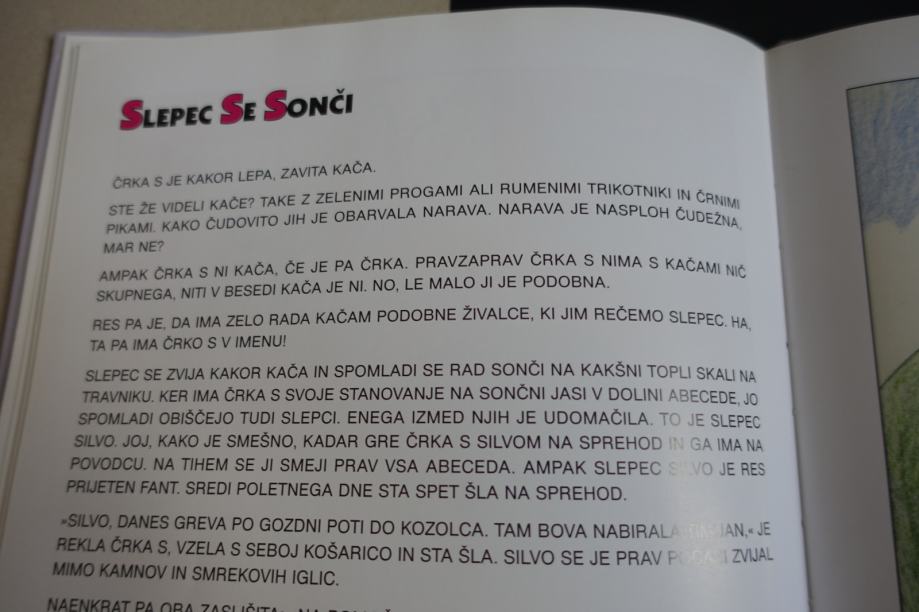 SLEPEC SE SONČI
ČRKA S JE KAKOR LEPA, ZAVITA KAČA.
STE ŽE VIDELI KAČE? TAKE Z ZELENIMI PROGAMI ALI RUMENIMI TRIKOTNIKI IN ČRNIMI
PIKAMI. KAKO ČUDOVITO JIH JE OBARVALA NARAVA. NARAVA JE NASPLOH ČUDEŽNA,
MAR NE?
AMPAK ČRKA S NI KAČA, ČE JE PA ČRKA. PRAVZAPRAV ČRKA S NIMA S KAČAMI NIČ
SKUPNEGA, NITI V BESEDI KAČA JE NI. NO, LE MALO JI JE PODOBNA.
RES PA JE, DA IMA ZELO RADA KAČAM PODOBNE ŽIVALCE, KI JIM REČEMO SLEPEC. HA,
TA PA IMA ČRKO S V IMENU!
SLEPEC SE ZVIJA KAKOR KAČA IN SPOMLADI SE RAD SONČI NA KAKŠNI TOPLI SKALI NA
TRAVNIKU. KER IMA ČRKA S SVOJE STANOVANJE NA SONČNI JASI V DOLINI ABECEDE, JO
SPOMLADI OBIŠČEJO TUDI SLEPCI. ENEGA IZMED NJIH JE UDOMAČILA. TO JE SLEPEC
SILVO. JOJ, KAKO JE SMEŠNO, KADAR GRE ČRKA S SILVOM NA SPREHOD IN GA IMA NA
POVODCU. NA TIHEM SE JI SMEJI PRAV VSA ABECEDA. AMPAK SLEPEC SILVO JE RES
PRIJETEN FANT. SREDI POLETNEGA DNE STA SPET ŠLA NA SPREHOD.
»SILVO, DANES GREVA PO GOZDNI POTI DO KOZOLCA. TAM BOVA NABIRALA JE
REKLA ČRKA S, VZELA S SEBOJ KOŠARICO IN STA ŠLA. SILVO SE JE PRAV ZVIJAL
MIMO KAMNOV IN SMREKOVIH IGLIC.
NAENKRAT PA OBA